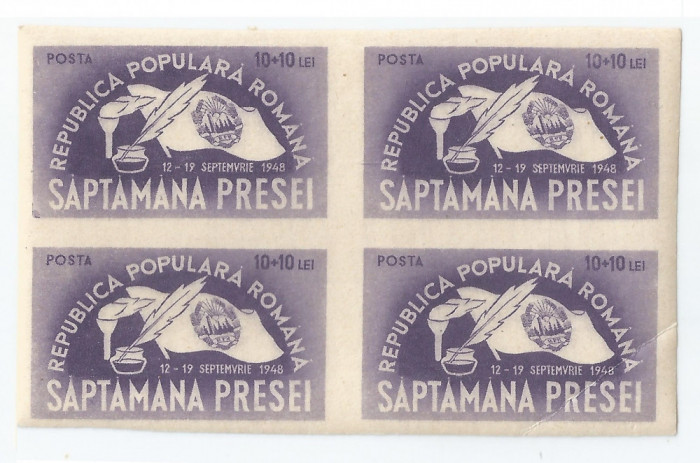 POSTA 10+10 LEI
REPUBLICA POPULARĂ ROMÂNĂ
12 - 19 SEPTEMVRIE 1948
SĂPTĂMÂNA PRESEI
POSTA 10+10 LEI
REPUBLICA POPULARĂ ROMÂNĂ
12 - 19 SEPTEMVRIE 1948
SĂPTĂMÂNA PRESEI
POSTA 10+10 LEI
REPUBLICA POPULARĂ ROMÂNĂ
12 - 19 SEPTEMVRIE 1948
SĂPTĂMÂNA PRESEI
POSTA 10+10 LEI
REPUBLICA POPULARĂ ROMÂNĂ
12 - 19 SEPTEMVRIE 1948
SĂPTĂMÂNA PRESEI